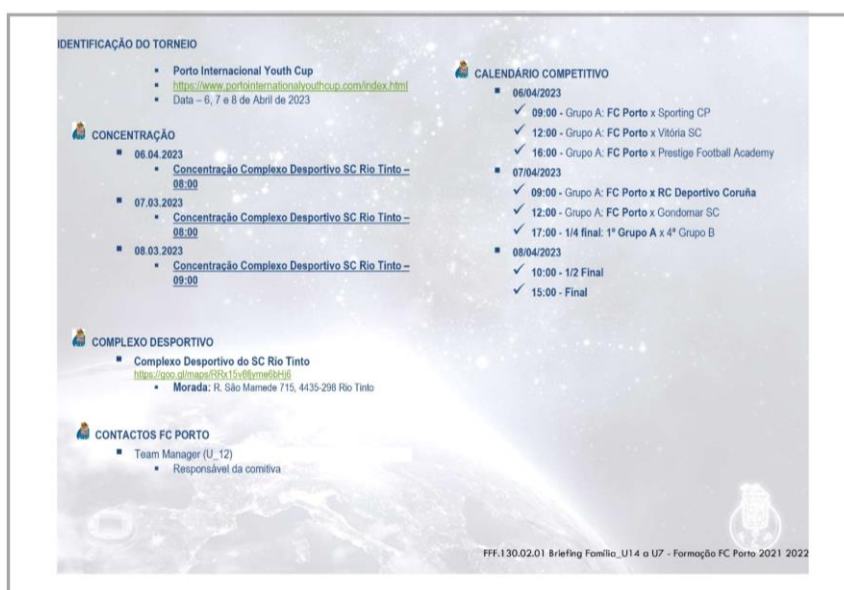 IDENTIFICAÇÃO DO TORNEIO
Porto Internacional Youth Cup
https://www.portointernationalyouthcup.com/index.html
Data – 6, 7 e 8 de Abril de 2023
CONCENTRAÇÃO
06.04.2023
Concentração Complexo Desportivo SC Rio Tinto –
08:00
07.03.2023
Concentração Complexo Desportivo SC Rio Tinto –
08:00
08.03.2023
Concentração Complexo Desportivo SC Rio Tinto –
09:00
COMPLEXO DESPORTIVO
Complexo Desportivo do SC Rio Tinto
Morada: R. São Mamede 715, 4435-298 Rio Tinto
CONTACTOS FC PORTO
Team Manager (U_12)
Responsável da comitiva
CALENDÁRIO COMPETITIVO
06/04/2023
09:00 - Grupo A: FC Porto x Sporting CP
12:00 - Grupo A: FC Porto x Vitória SC
16:00 - Grupo A: FC Porto x Prestige Football Academy
07/04/2023
09:00 - Grupo A: FC Porto x RC Deportivo Coruña
12:00 - Grupo A: FC Porto x Gondomar SC
17:00 - 1/4 final: 1º Grupo A x 4º Grupo B
08/04/2023
10:00 - 1/2 Final
15:00 - Final
FFF.130.02.01 Briefing Família_U14 a U7 - Formação FC Porto 2021 2022